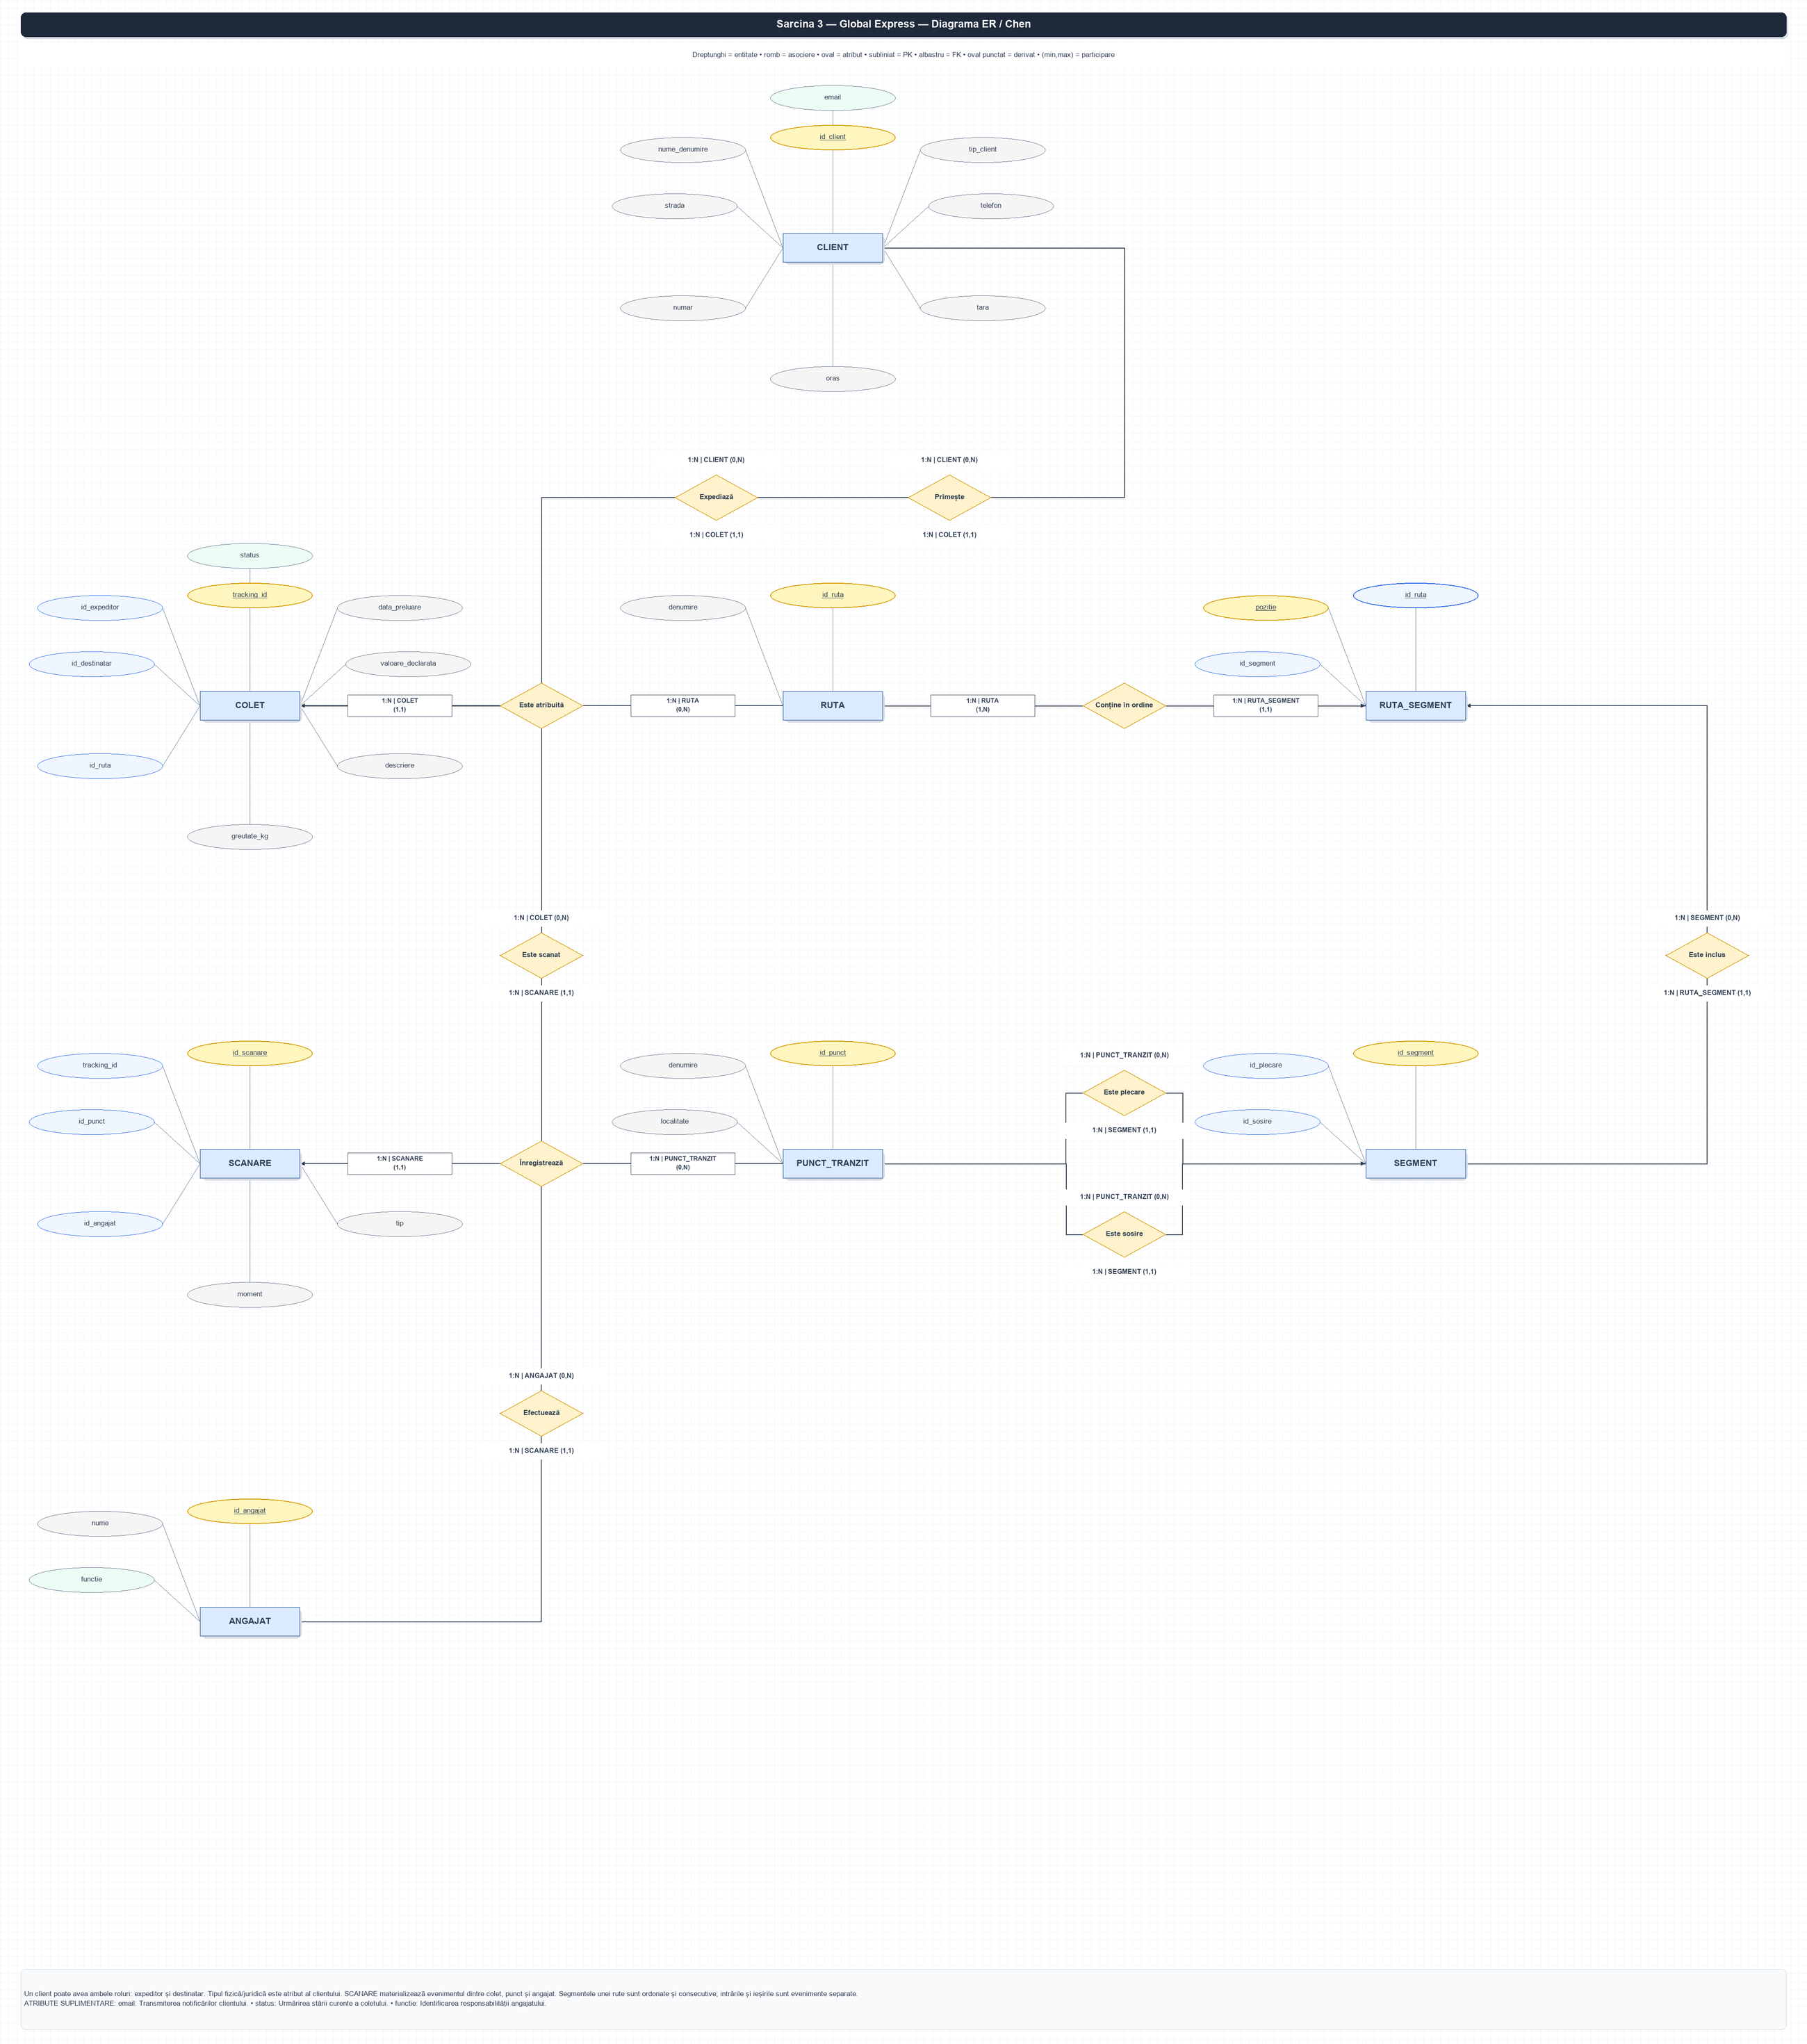 Sarcina 3 — Global Express — Diagrama ER / Chen
Dreptunghi = entitate • romb = asociere • oval = atribut • subliniat = PK • albastru = FK • oval punctat = derivat • (min,max) = participare
email
id_client
nume_denumire
tip_client
strada
telefon
CLIENT
numar
tara
oras
1:N | CLIENT (0,N)
1:N | CLIENT (0,N)
Expediază
Primește
1:N | COLET (1,1)
1:N | COLET (1,1)
status
tracking_id
id_ruta
id_ruta
id_expeditor
data_preluare
denumire
pozitie
id_destinatar
valoare_declarata
id_segment
COLET
1:N | COLET
(1,1)
Este atribuită
1:N | RUTA
(0,N)
RUTA
1:N | RUTA
(1,N)
Conține în ordine
1:N | RUTA_SEGMENT
(1,1)
RUTA_SEGMENT
id_ruta
descriere
greutate_kg
1:N | COLET (0,N)
1:N | SEGMENT (0,N)
Este scanat
Este inclus
1:N | SCANARE (1,1)
1:N | RUTA_SEGMENT (1,1)
id_scanare
id_punct
1:N | PUNCT_TRANZIT (0,N)
id_segment
tracking_id
denumire
id_plecare
Este plecare
id_punct
localitate
id_sosire
1:N | SEGMENT (1,1)
SCANARE
1:N | SCANARE
(1,1)
Înregistrează
1:N | PUNCT_TRANZIT
(0,N)
PUNCT_TRANZIT
SEGMENT
1:N | PUNCT_TRANZIT (0,N)
id_angajat
tip
Este sosire
1:N | SEGMENT (1,1)
moment
1:N | ANGAJAT (0,N)
Efectuează
1:N | SCANARE (1,1)
id_angajat
nume
functie
ANGAJAT
Un client poate avea ambele roluri: expeditor și destinatar. Tipul fizică/juridică este atribut al clientului. SCANARE materializează evenimentul dintre colet, punct și angajat. Segmentele unei rute sunt ordonate și consecutive; intrările și ieșirile sunt evenimente separate.
ATRIBUTE SUPLIMENTARE: email: Transmiterea notificărilor clientului. • status: Urmărirea stării curente a coletului. • functie: Identificarea responsabilității angajatului.